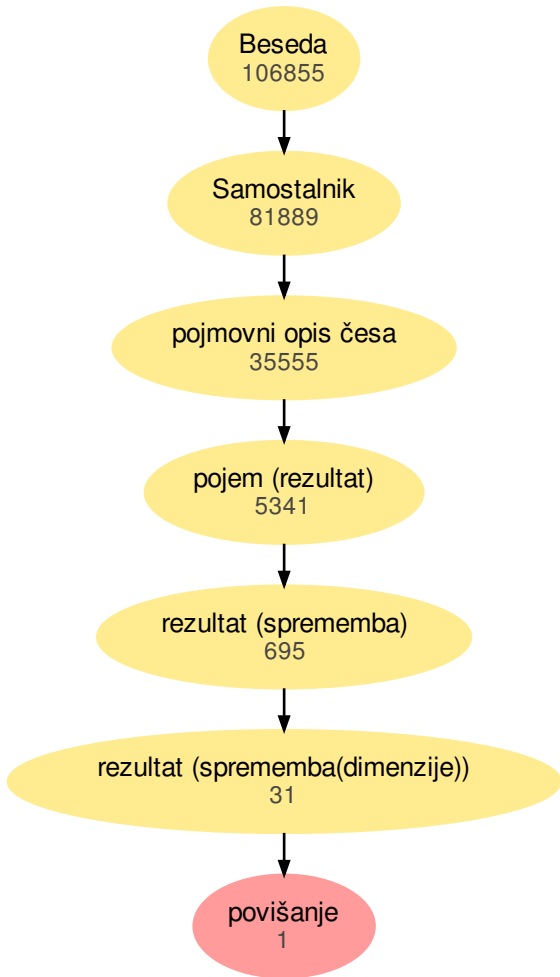 Beseda
106855
Samostalnik
81889
pojmovni opis česa
35555
pojem (rezultat)
5341
rezultat (sprememba)
695
rezultat (sprememba(dimenzije))
31
povišanje
1